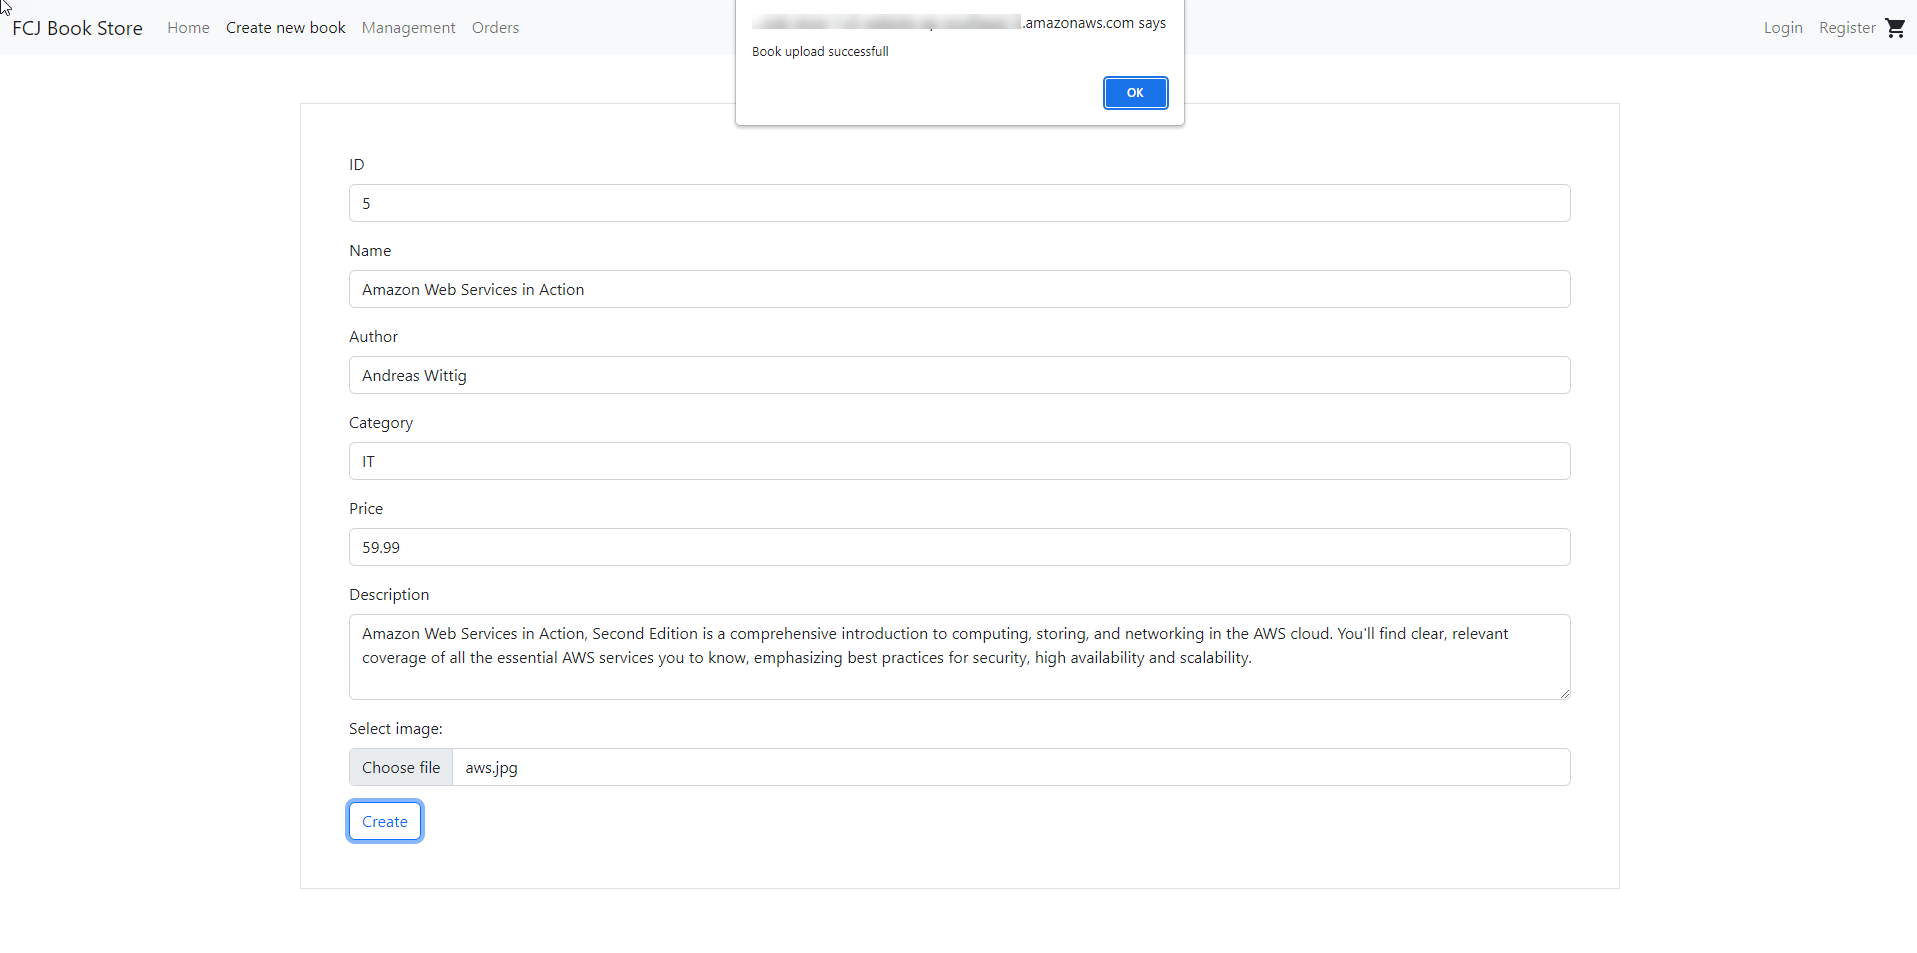 FCJ Book Store Home Create new book Management Orders
.amazonaws.com says
Book upload successfull
OK
Login Register
ID
5
Name
Amazon Web Services in Action
Author
Andreas Wittig
Category
IT
Price
59.99
Description
Amazon Web Services in Action, Second Edition is a comprehensive introduction to computing, storing, and networking in the AWS cloud. You'll find clear, relevant
coverage of all the essential AWS services you to know, emphasizing best practices for security, high availability and scalability.
Select image:
Choose file aws.jpg
Create